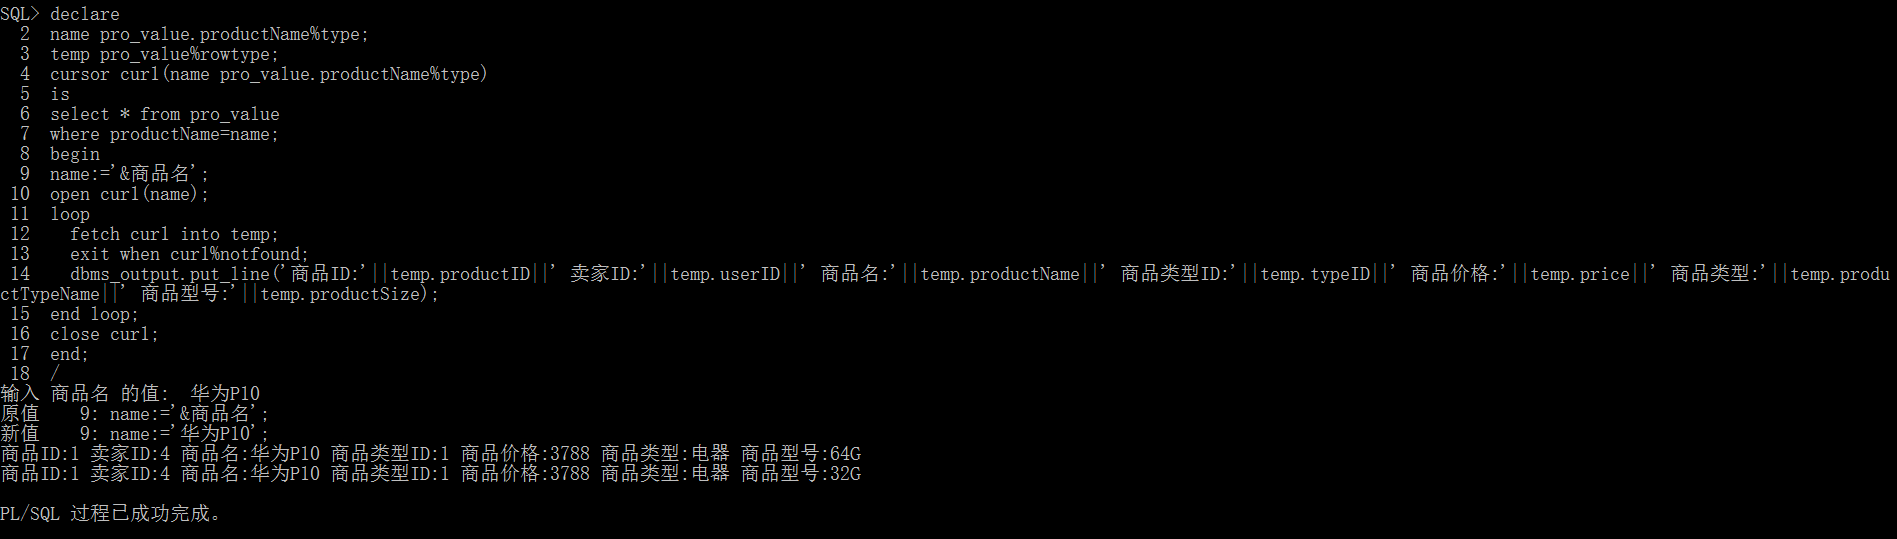 SQL> declare
  2  name pro_value.productName%type;
  3  temp pro_value%rowtype;
  4  cursor curl(name pro_value.productName%type)
  5  is
  6  select * from pro_value
  7  where productName=name;
  8  begin
  9  name:='&商品名';
 10  open curl(name);
 11  loop
 12    fetch curl into temp;
 13    exit when curl%notfound;
 14    dbms_output.put_line('商品ID:'||temp.productID||' 卖家ID:'||temp.userID||' 商品名:'||temp.productName||' 商品类型ID:'||temp.typeID||' 商品价格:'||temp.price||' 商品类型:'||temp.produ
ctTypeName||' 商品型号:'||temp.productSize);
 15  end loop;
 16  close curl;
 17  end;
 18  /
输入 商品名 的值:  华为P10
原值    9: name:='&商品名';
新值    9: name:='华为P10';
商品ID:1 卖家ID:4 商品名:华为P10 商品类型ID:1 商品价格:3788 商品类型:电器 商品型号:64G
商品ID:1 卖家ID:4 商品名:华为P10 商品类型ID:1 商品价格:3788 商品类型:电器 商品型号:32G
PL/SQL 过程已成功完成。